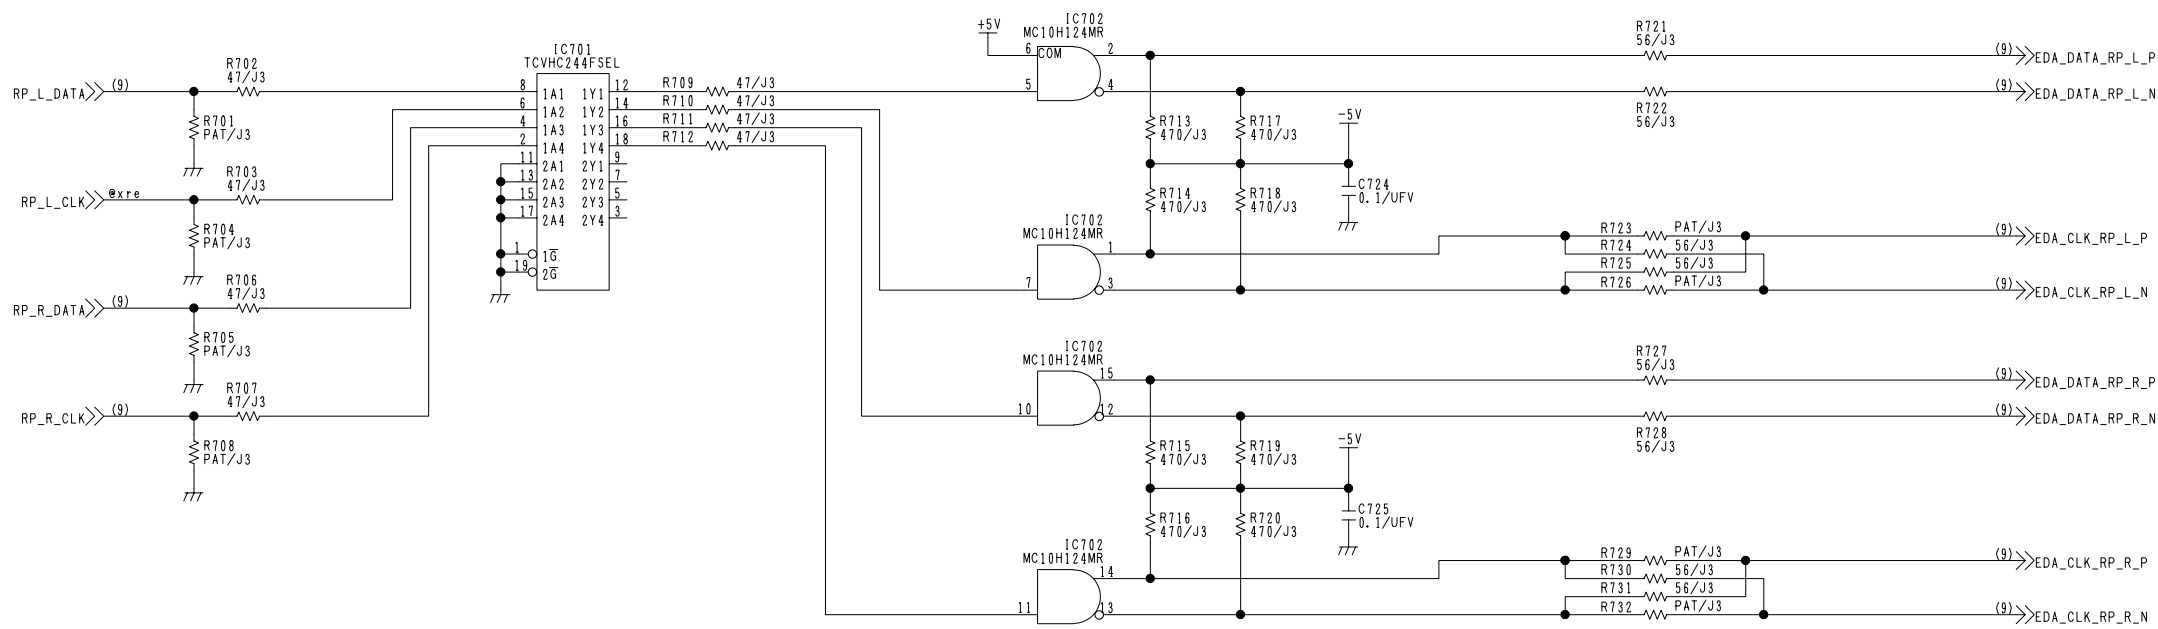 RP_L_DATA
(9)
R702
47/J3
R701
PAT/J3
RP_L_CLK
@xre
R703
47/J3
R704
PAT/J3
RP_R_DATA
(9)
R706
47/J3
R705
PAT/J3
RP_R_CLK
(9)
R707
47/J3
R708
PAT/J3
IC701
TCVHC244FSEL
8 1A1 1Y1 12
6 1A2 1Y2 14
4 1A3 1Y3 16
2 1A4 1Y4 18
11 2A1 2Y1 9
13 2A2 2Y2 7
15 2A3 2Y3 5
17 2A4 2Y4 3
1 1G
19 2G
R709 47/J3
R710 47/J3
R711 47/J3
R712 47/J3
+5V
IC702
MC10H124MR
6 COM 2
5 4
R713
470/J3
R717
470/J3
-5V
R714
470/J3
R718
470/J3
C724
0.1/UFV
IC702
MC10H124MR
1
7 3
R721
56/J3
(9) EDA_DATA_RP_L_P
R722
56/J3
(9) EDA_DATA_RP_L_N
R723 PAT/J3
R724 56/J3
R725 56/J3
R726 PAT/J3
(9) EDA_CLK_RP_L_P
(9) EDA_CLK_RP_L_N
IC702
MC10H124MR
15
10 12
R715
470/J3
R719
470/J3
-5V
R716
470/J3
R720
470/J3
C725
0.1/UFV
IC702
MC10H124MR
14
11 13
R727
56/J3
(9) EDA_DATA_RP_R_P
R728
56/J3
(9) EDA_DATA_RP_R_N
R729 PAT/J3
R730 56/J3
R731 56/J3
R732 PAT/J3
(9) EDA_CLK_RP_R_P
(9) EDA_CLK_RP_R_N